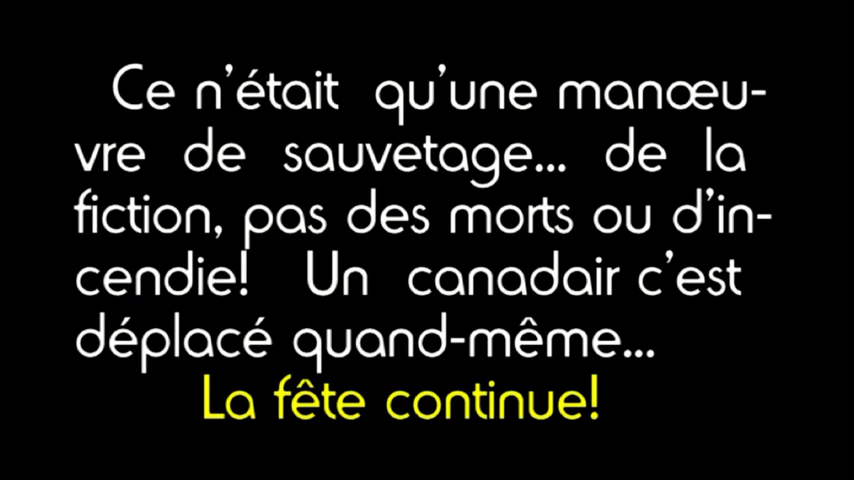 Ce n'était qu'une manœu-
vre de sauvetage... de la
fiction, pas des morts ou d'in-
cendie! Un canadair c'est
déplacé quand-même...
La fête continue!